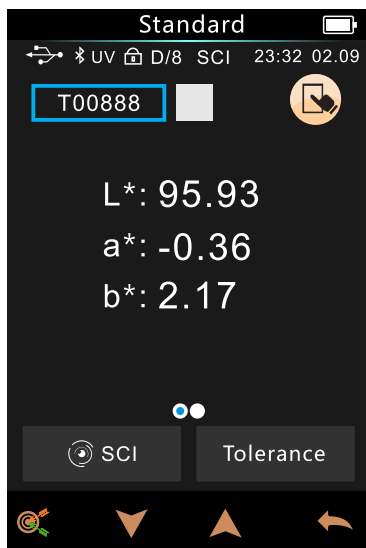 Standard
UV D/8 SCI 23:32 02.09
T00888
L*: 95.93
a*: -0.36
b*: 2.17
SCI Tolerance